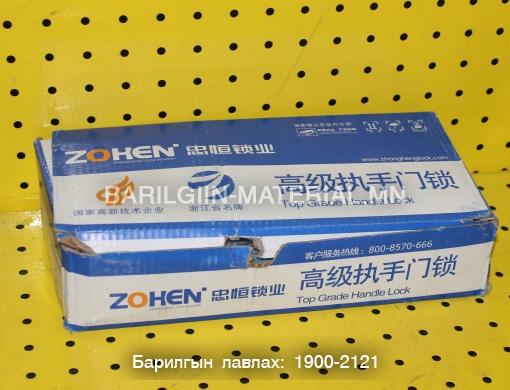 ZOHEN 忠恒锁业
www.zhonghenglock.com
BARILGIIN-MATERIAL.MN
国家高新技术企业
浙江省名牌
高级执手门锁
Top Grade Handle Lock
客户服务热线：800-8570-666
ZOHEN 忠恒锁业
高级执手门锁
Top Grade Handle Lock
Барилгын лавлах: 1900-2121